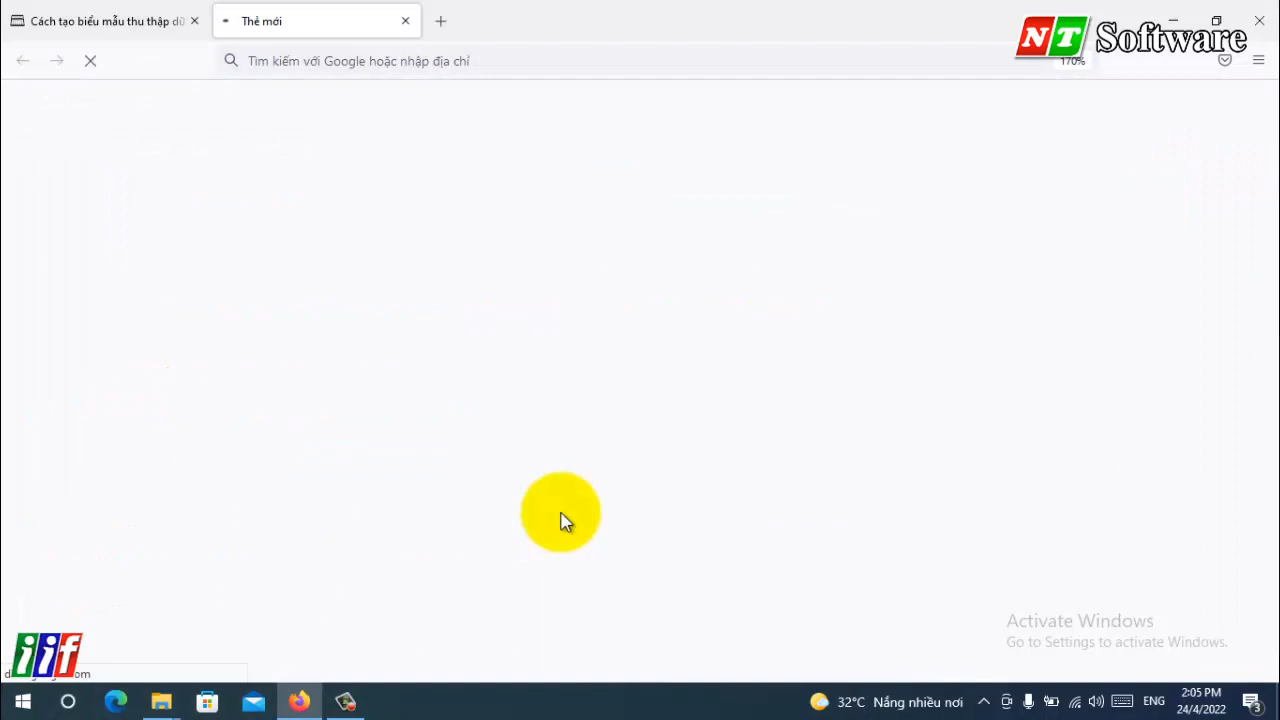 Cách tạo biểu mẫu thu thập dữ
Thẻ mới
NT Software
Tìm kiếm với Google hoặc nhập địa chỉ
170%
Activate Windows
Go to Settings to activate Windows.
iif
32°C Nắng nhiều nơi
ENG
2:05 PM
24/4/2022
3